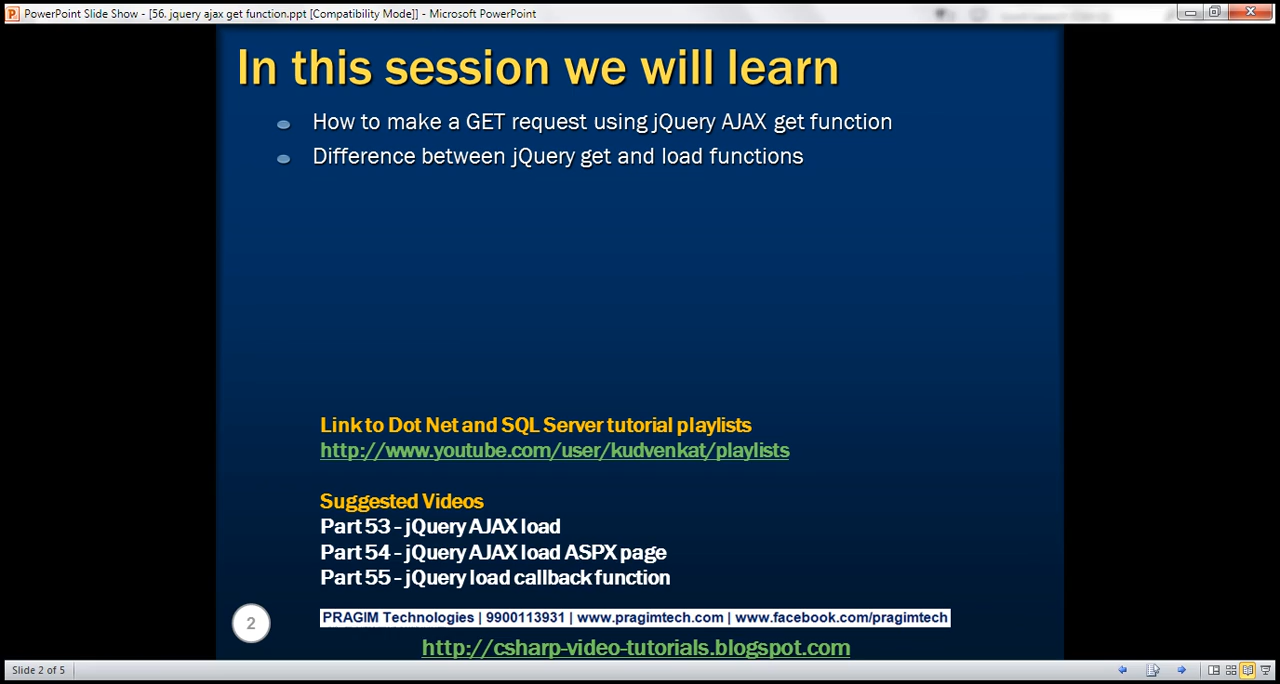 PowerPoint Slide Show - [56. jquery ajax get function.ppt [Compatibility Mode]] - Microsoft PowerPoint
In this session we will learn
How to make a GET request using jQuery AJAX get function
Difference between jQuery get and load functions
Link to Dot Net and SQL Server tutorial playlists
http://www.youtube.com/user/kudvenkat/playlists
Suggested Videos
Part 53 - jQuery AJAX load
Part 54 - jQuery AJAX load ASPX page
Part 55 - jQuery load callback function
2
PRAGIM Technologies | 9900113931 | www.pragimtech.com | www.facebook.com/pragimtech
http://csharp-video-tutorials.blogspot.com
Slide 2 of 5